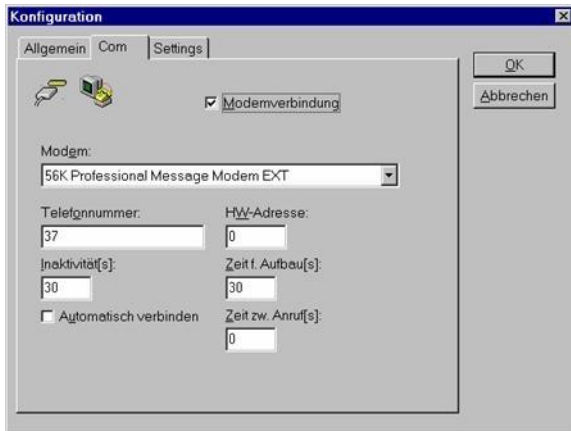 Konfiguration
Allgemein Com Settings
OK
Abbrechen
Modemverbindung
Modem:
56K Professional Message Modem EXT
Telefonnummer: HW-Adresse:
37 0
Inaktivität[s]: Zeit f. Aufbau[s]:
30 30
Automatisch verbinden Zeit zw. Anruf[s]:
0